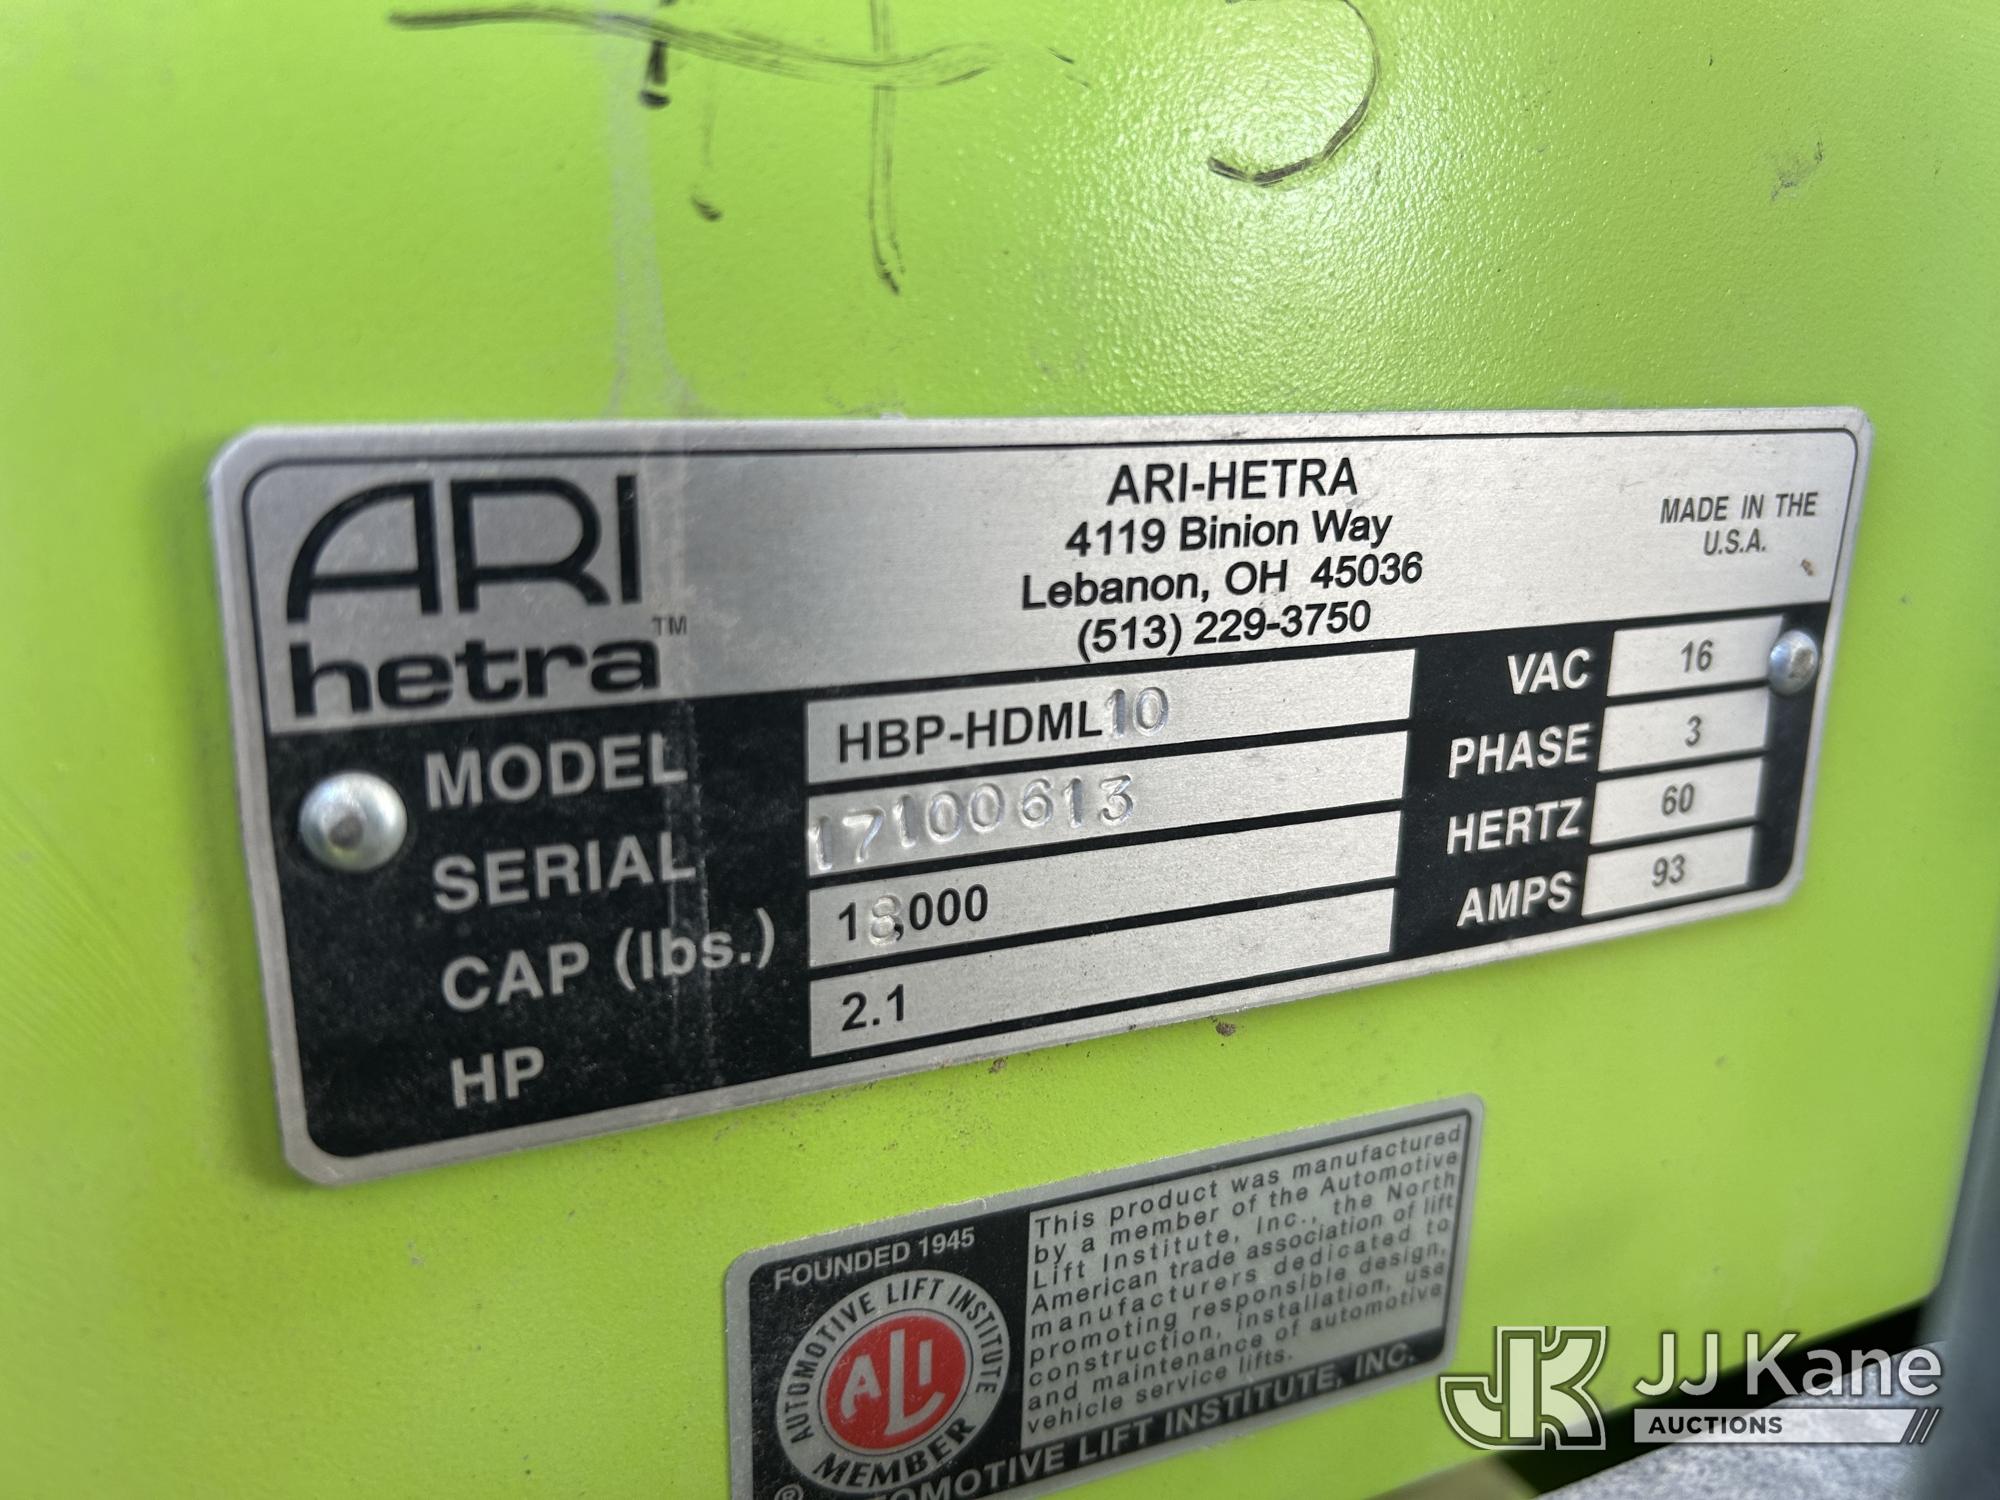 ARI
hetra™
ARI-HETRA
4119 Binion Way
Lebanon, OH 45036
(513) 229-3750
MADE IN THE
U.S.A.
MODEL HBP-HDML10
SERIAL 17100613
CAP (lbs.) 18,000
HP 2.1
VAC 16
PHASE 3
HERTZ 60
AMPS 93
FOUNDED 1945
AUTOMOTIVE LIFT INSTITUTE
ALI
MEMBER
®
This product was manufactured
by a member of the Automotive
Lift Institute, Inc., the North
American trade association of lift
manufacturers dedicated to
promoting responsible design,
construction, installation, use
and maintenance of automotive
vehicle service lifts.
AUTOMOTIVE LIFT INSTITUTE, INC.
JK
JJ Kane
AUCTIONS